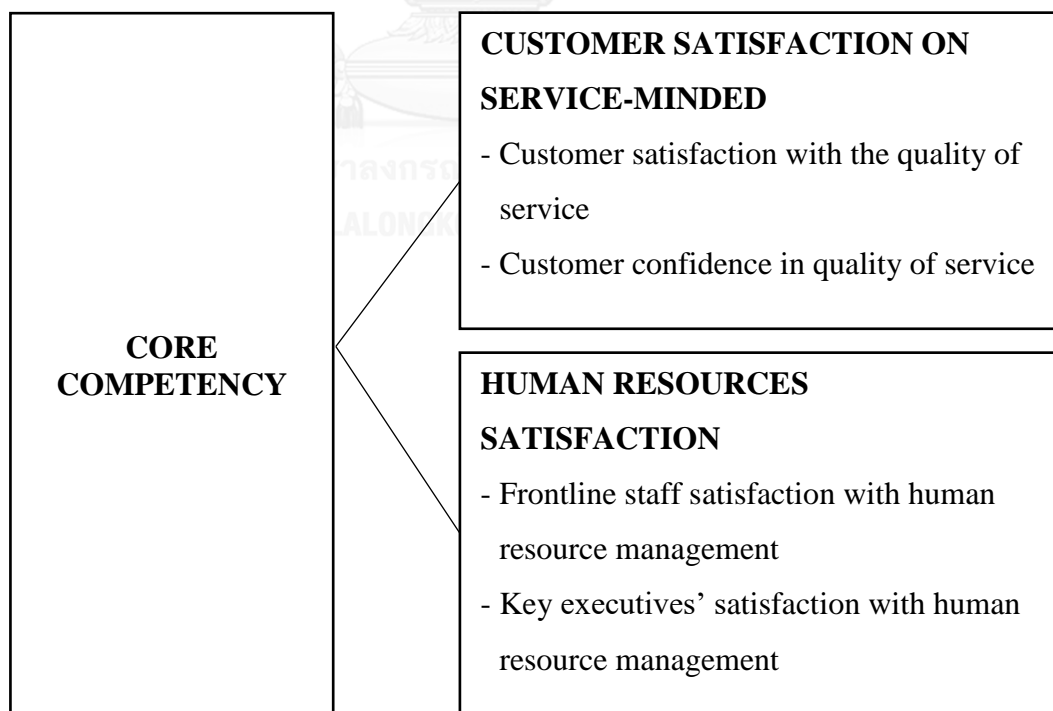 CUSTOMER SATISFACTION ON
SERVICE-MINDED
- Customer satisfaction with the quality of
service
- Customer confidence in quality of service
CORE
COMPETENCY
HUMAN RESOURCES
SATISFACTION
- Frontline staff satisfaction with human
resource management
- Key executives’ satisfaction with human
resource management